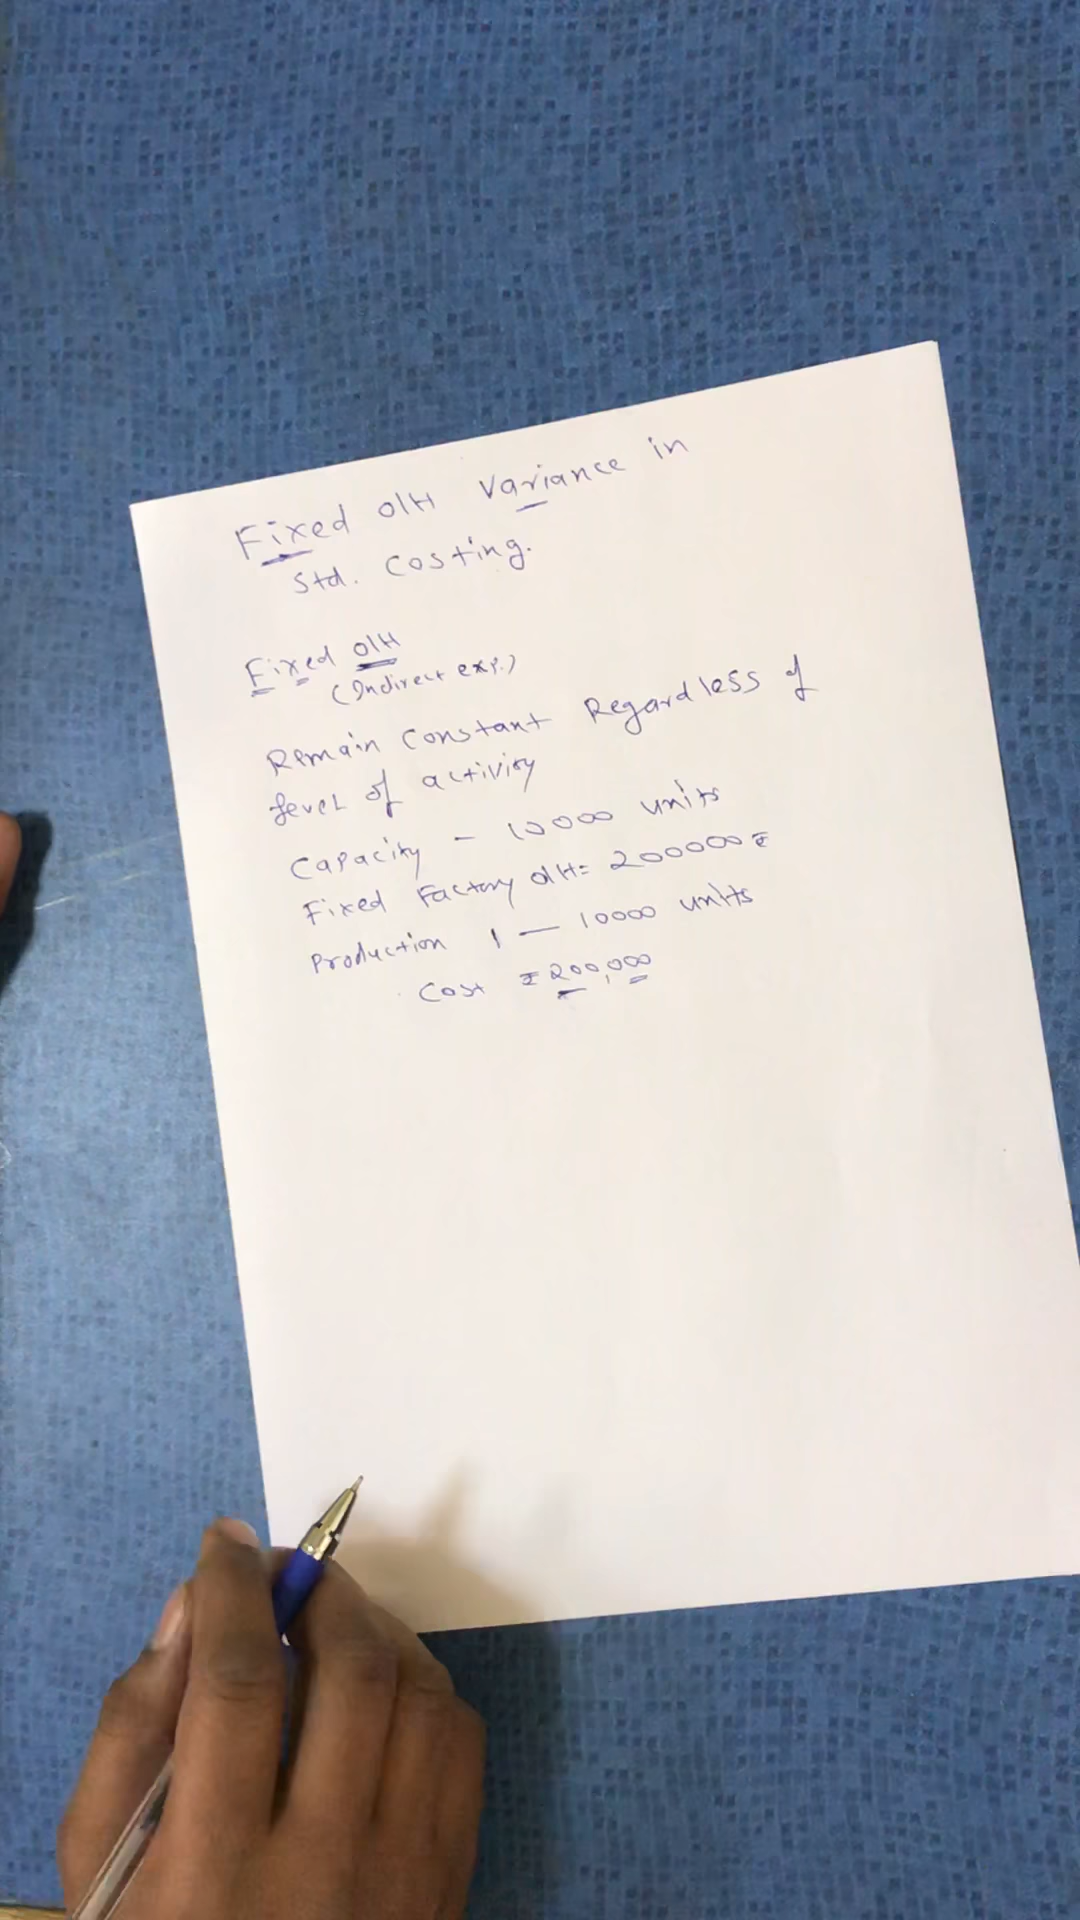 Fixed O/H Variance in
Std. Costing.
Fixed O/H
(Indirect exp.)
Remain Constant Regardless of
level of activity
Capacity - 10000 units
Fixed Factory O/H = 200000 ₹
Production 1 — 10000 units
Cost ₹ 200,000